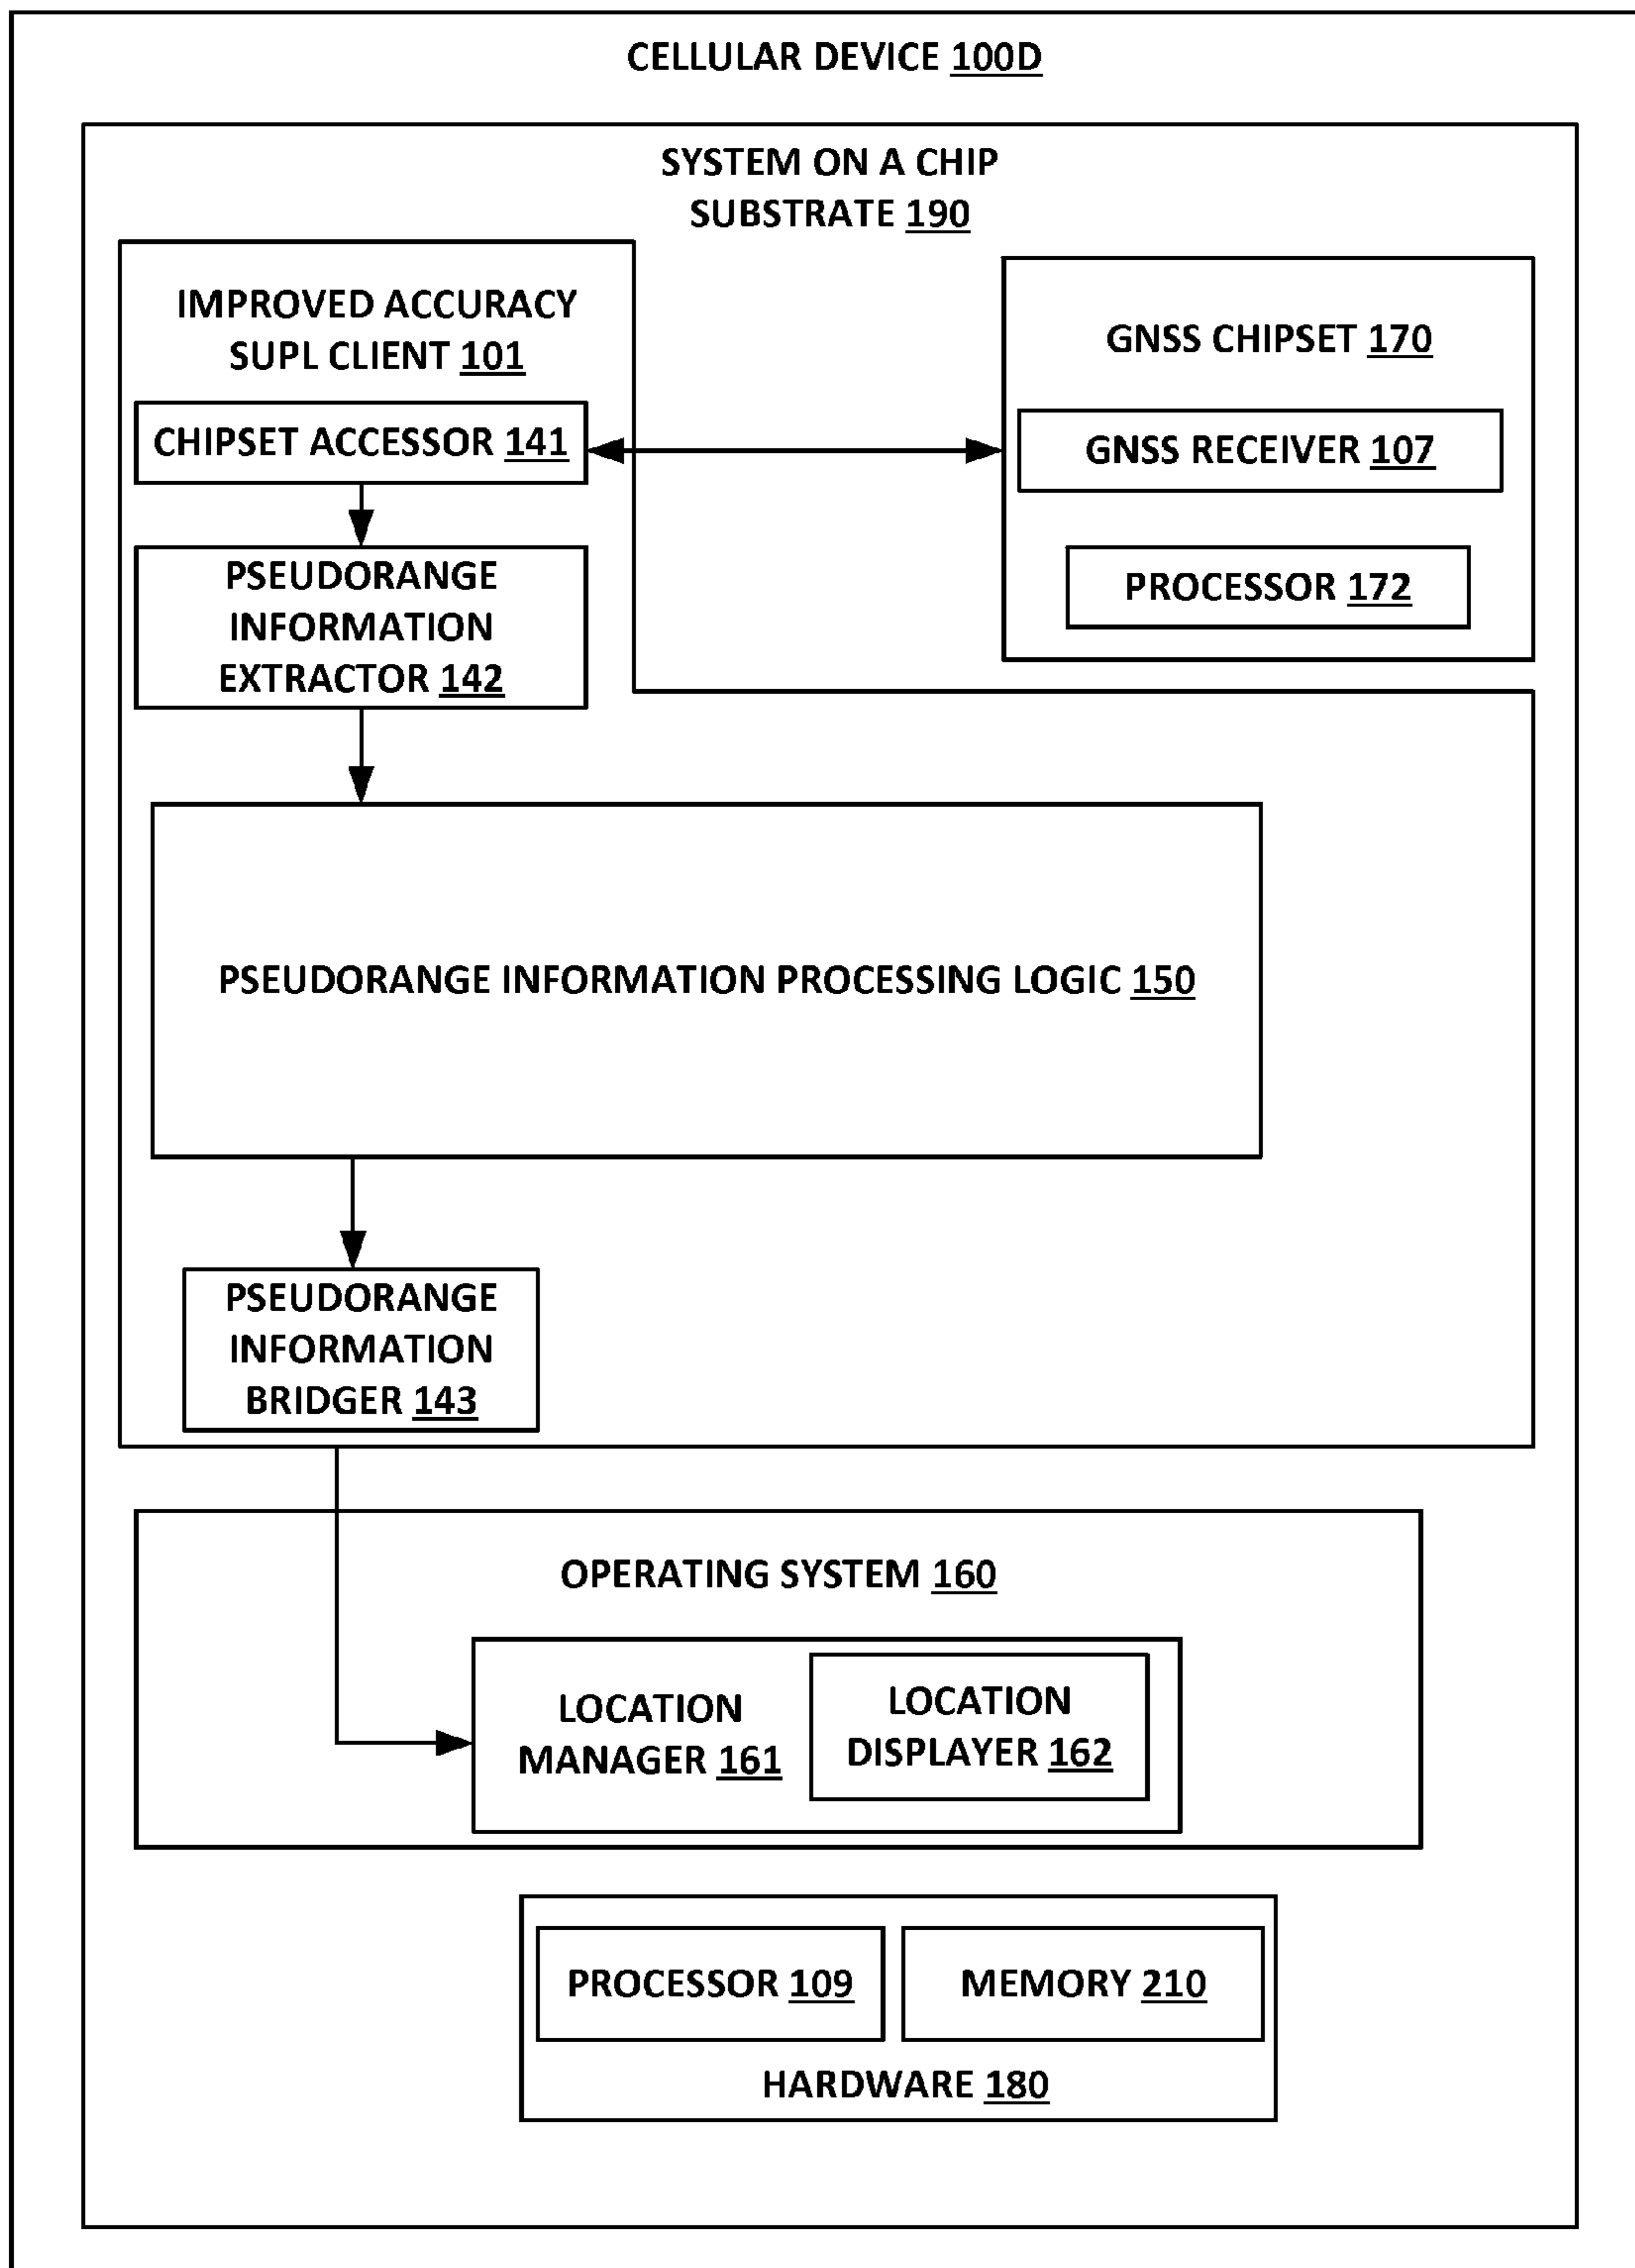 CELLULAR DEVICE 100D
SYSTEM ON A CHIP
SUBSTRATE 190
IMPROVED ACCURACY
SUPL CLIENT 101
CHIPSET ACCESSOR 141
PSEUDORANGE
INFORMATION
EXTRACTOR 142
GNSS CHIPSET 170
GNSS RECEIVER 107
PROCESSOR 172
PSEUDORANGE INFORMATION PROCESSING LOGIC 150
PSEUDORANGE
INFORMATION
BRIDGER 143
OPERATING SYSTEM 160
LOCATION
MANAGER 161
LOCATION
DISPLAYER 162
PROCESSOR 109
MEMORY 210
HARDWARE 180